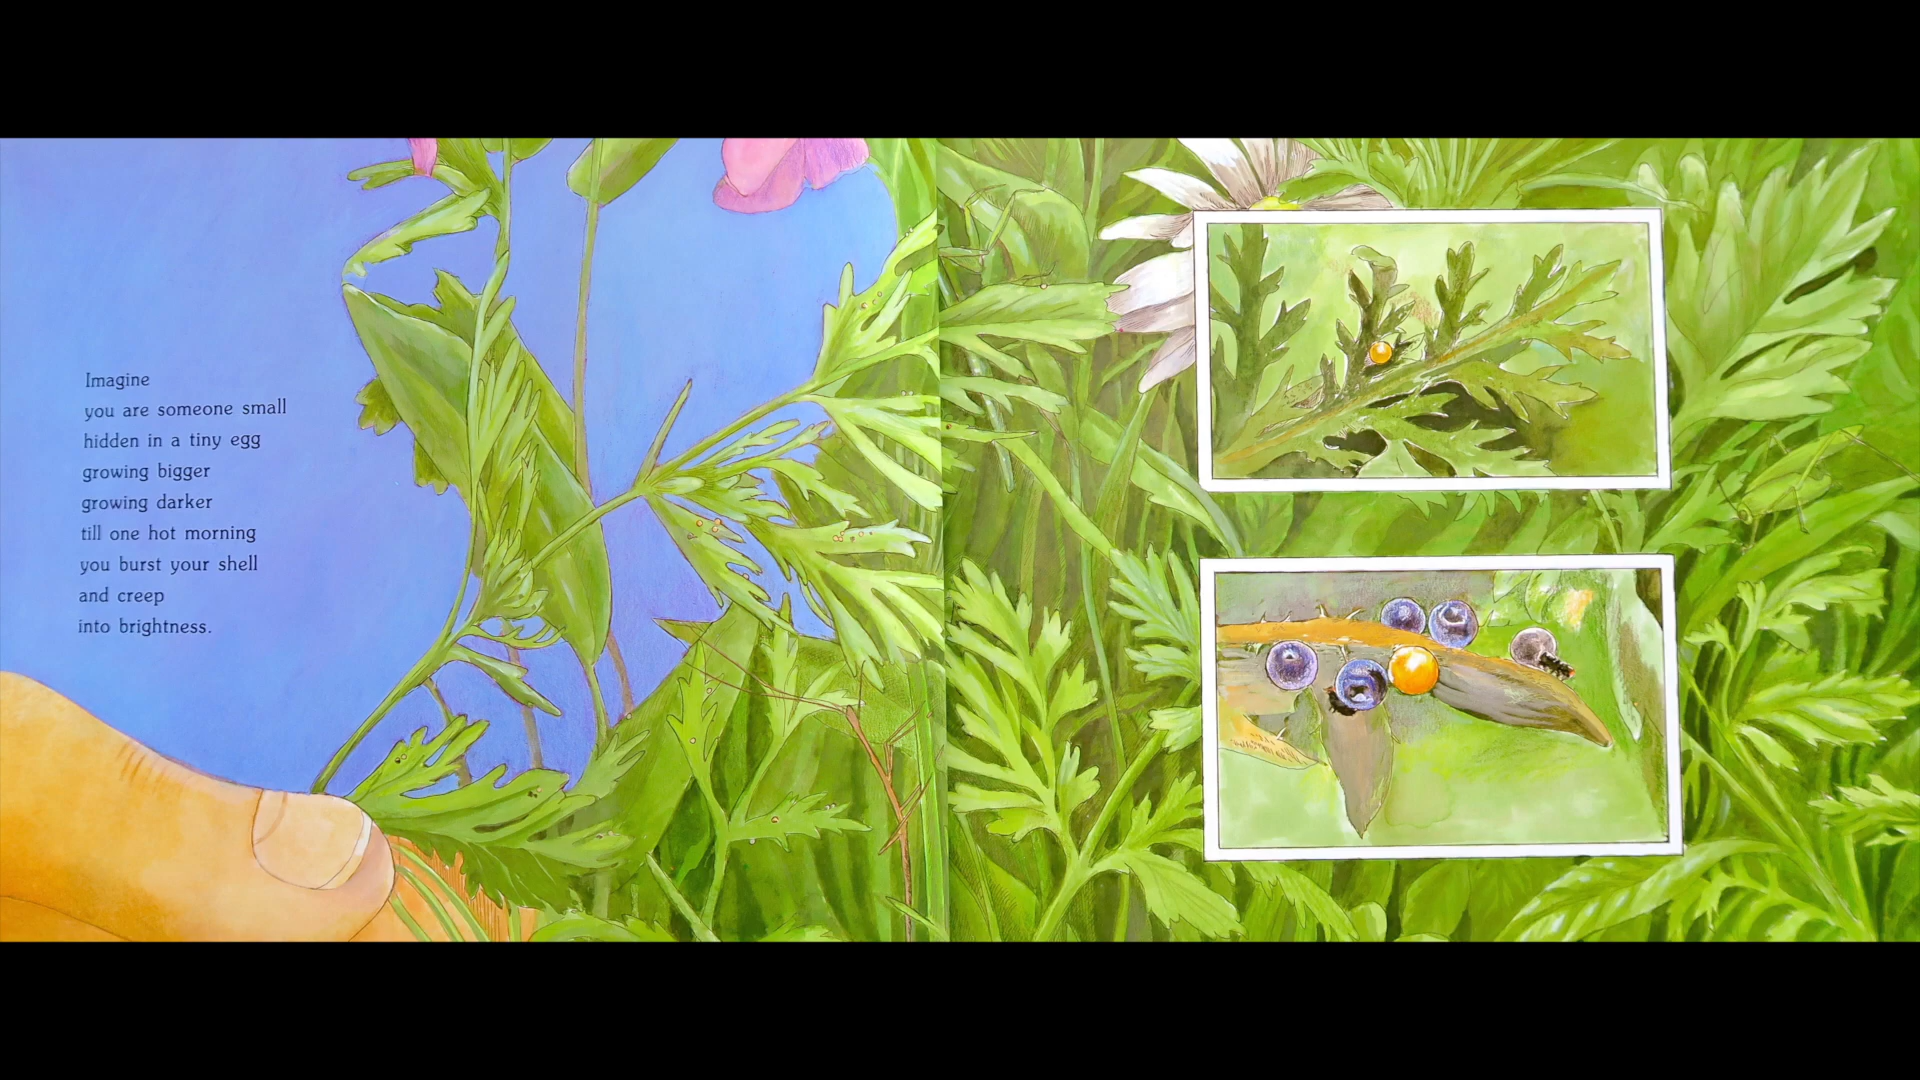 Imagine
you are someone small
hidden in a tiny egg
growing bigger
growing darker
till one hot morning
you burst your shell
and creep
into brightness.